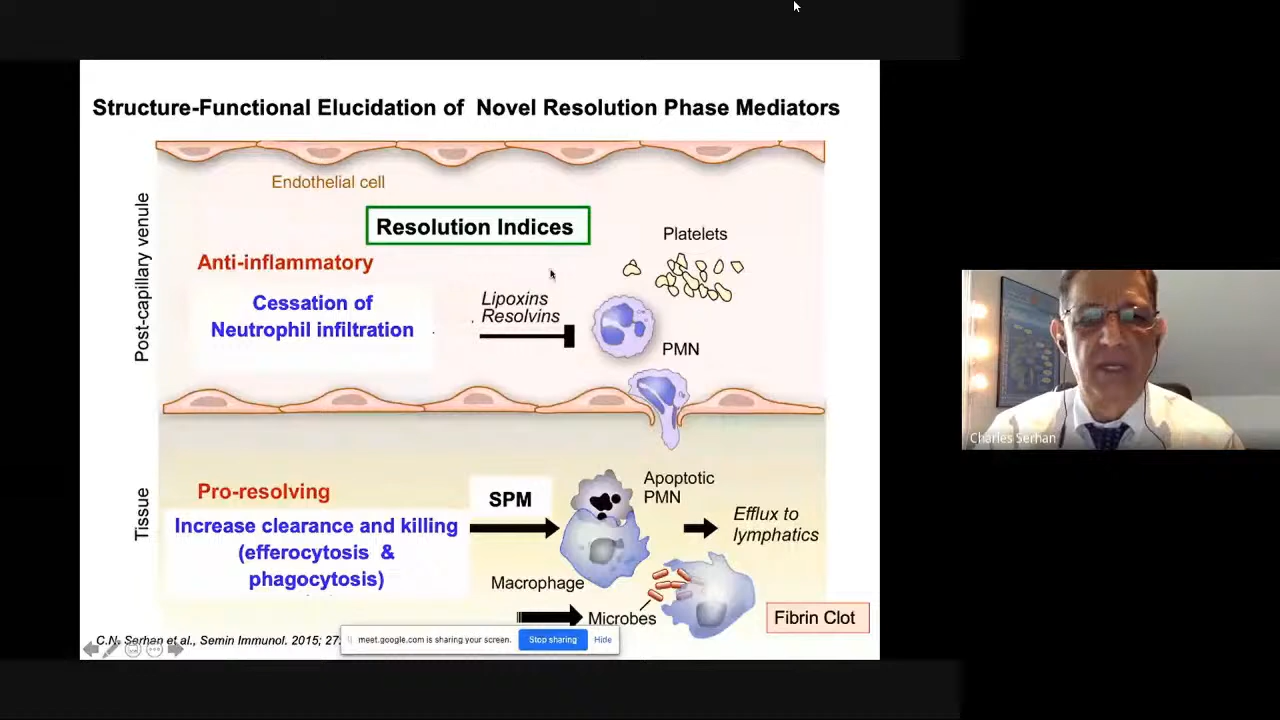 Structure-Functional Elucidation of Novel Resolution Phase Mediators
Endothelial cell
Resolution Indices
Platelets
Anti-inflammatory
Cessation of
Neutrophil infiltration
Lipoxins
Resolvins
PMN
Post-capillary venule
Pro-resolving
Increase clearance and killing
(efferocytosis &
phagocytosis)
SPM
Apoptotic
PMN
Efflux to
lymphatics
Tissue
Macrophage
Microbes
Fibrin Clot
C.N. Serhan et al., Semin Immunol. 2015; 27:
meet.google.com is sharing your screen.
Stop sharing
Hide
Charles Serhan